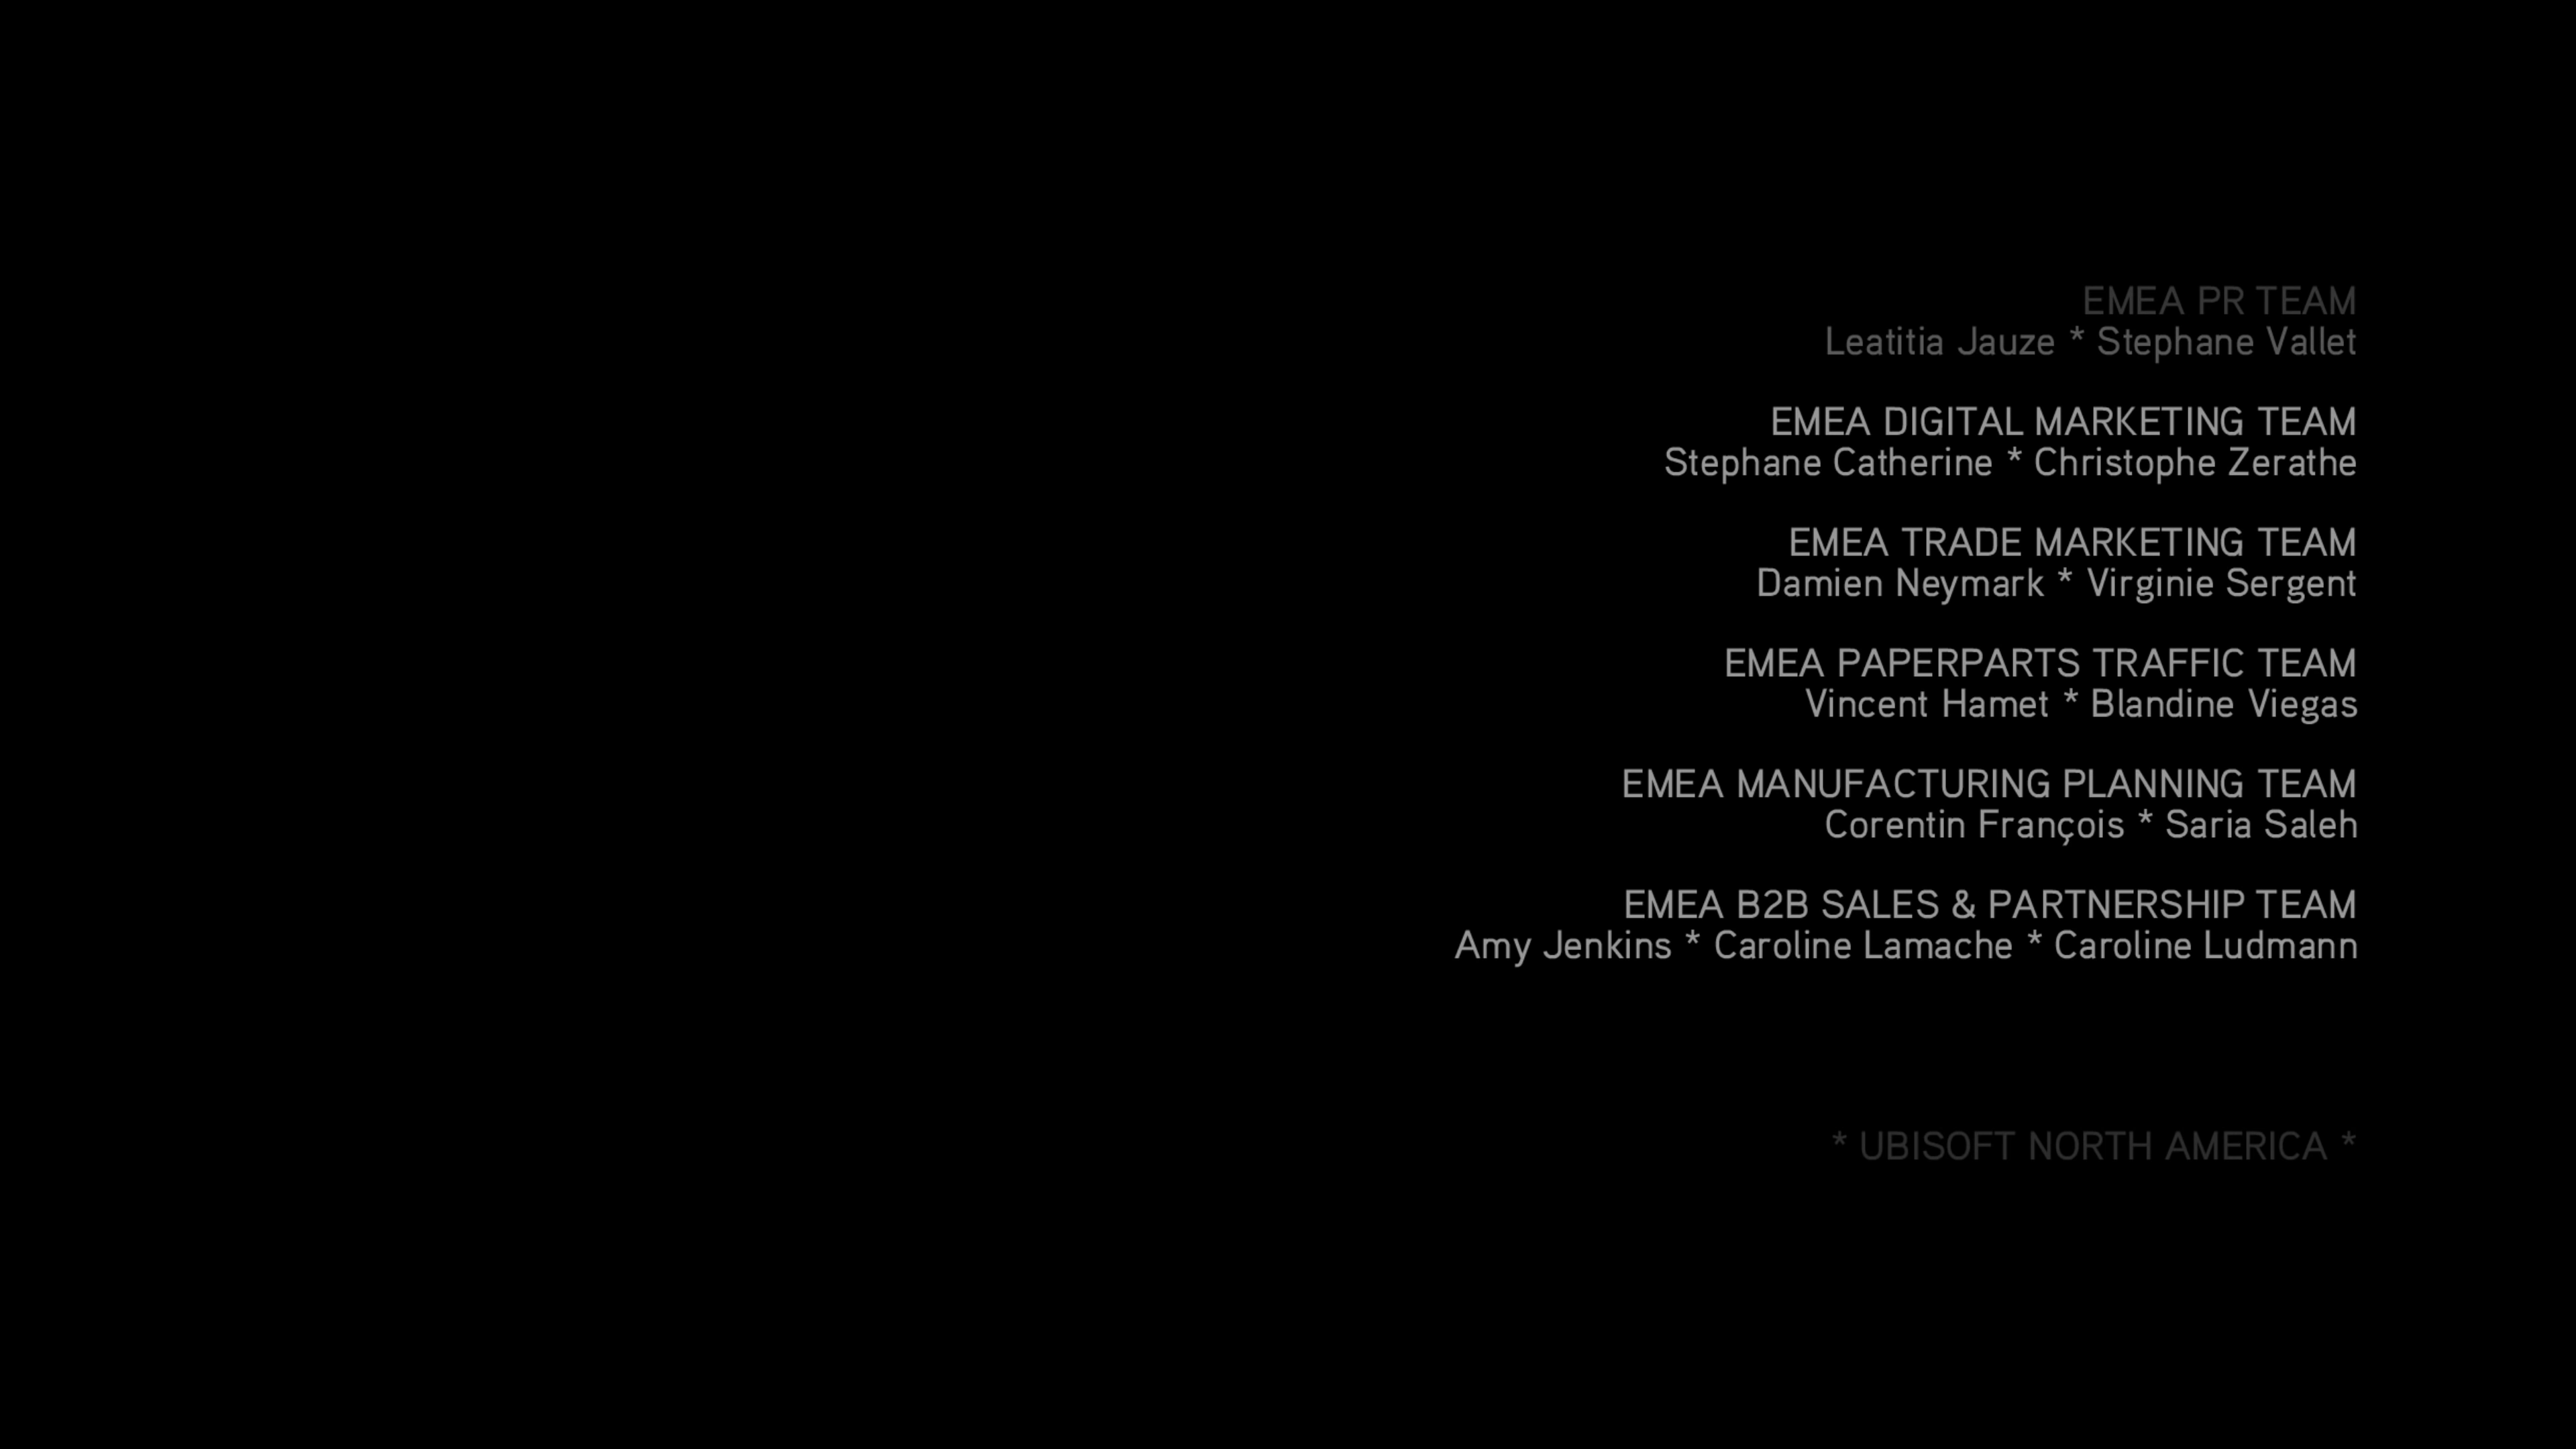 EMEA PR TEAM
Leatitia Jauze * Stephane Vallet
EMEA DIGITAL MARKETING TEAM
Stephane Catherine * Christophe Zerathe
EMEA TRADE MARKETING TEAM
Damien Neymark * Virginie Sergent
EMEA PAPERPARTS TRAFFIC TEAM
Vincent Hamet * Blandine Viegas
EMEA MANUFACTURING PLANNING TEAM
Corentin François * Saria Saleh
EMEA B2B SALES & PARTNERSHIP TEAM
Amy Jenkins * Caroline Lamache * Caroline Ludmann
* UBISOFT NORTH AMERICA *